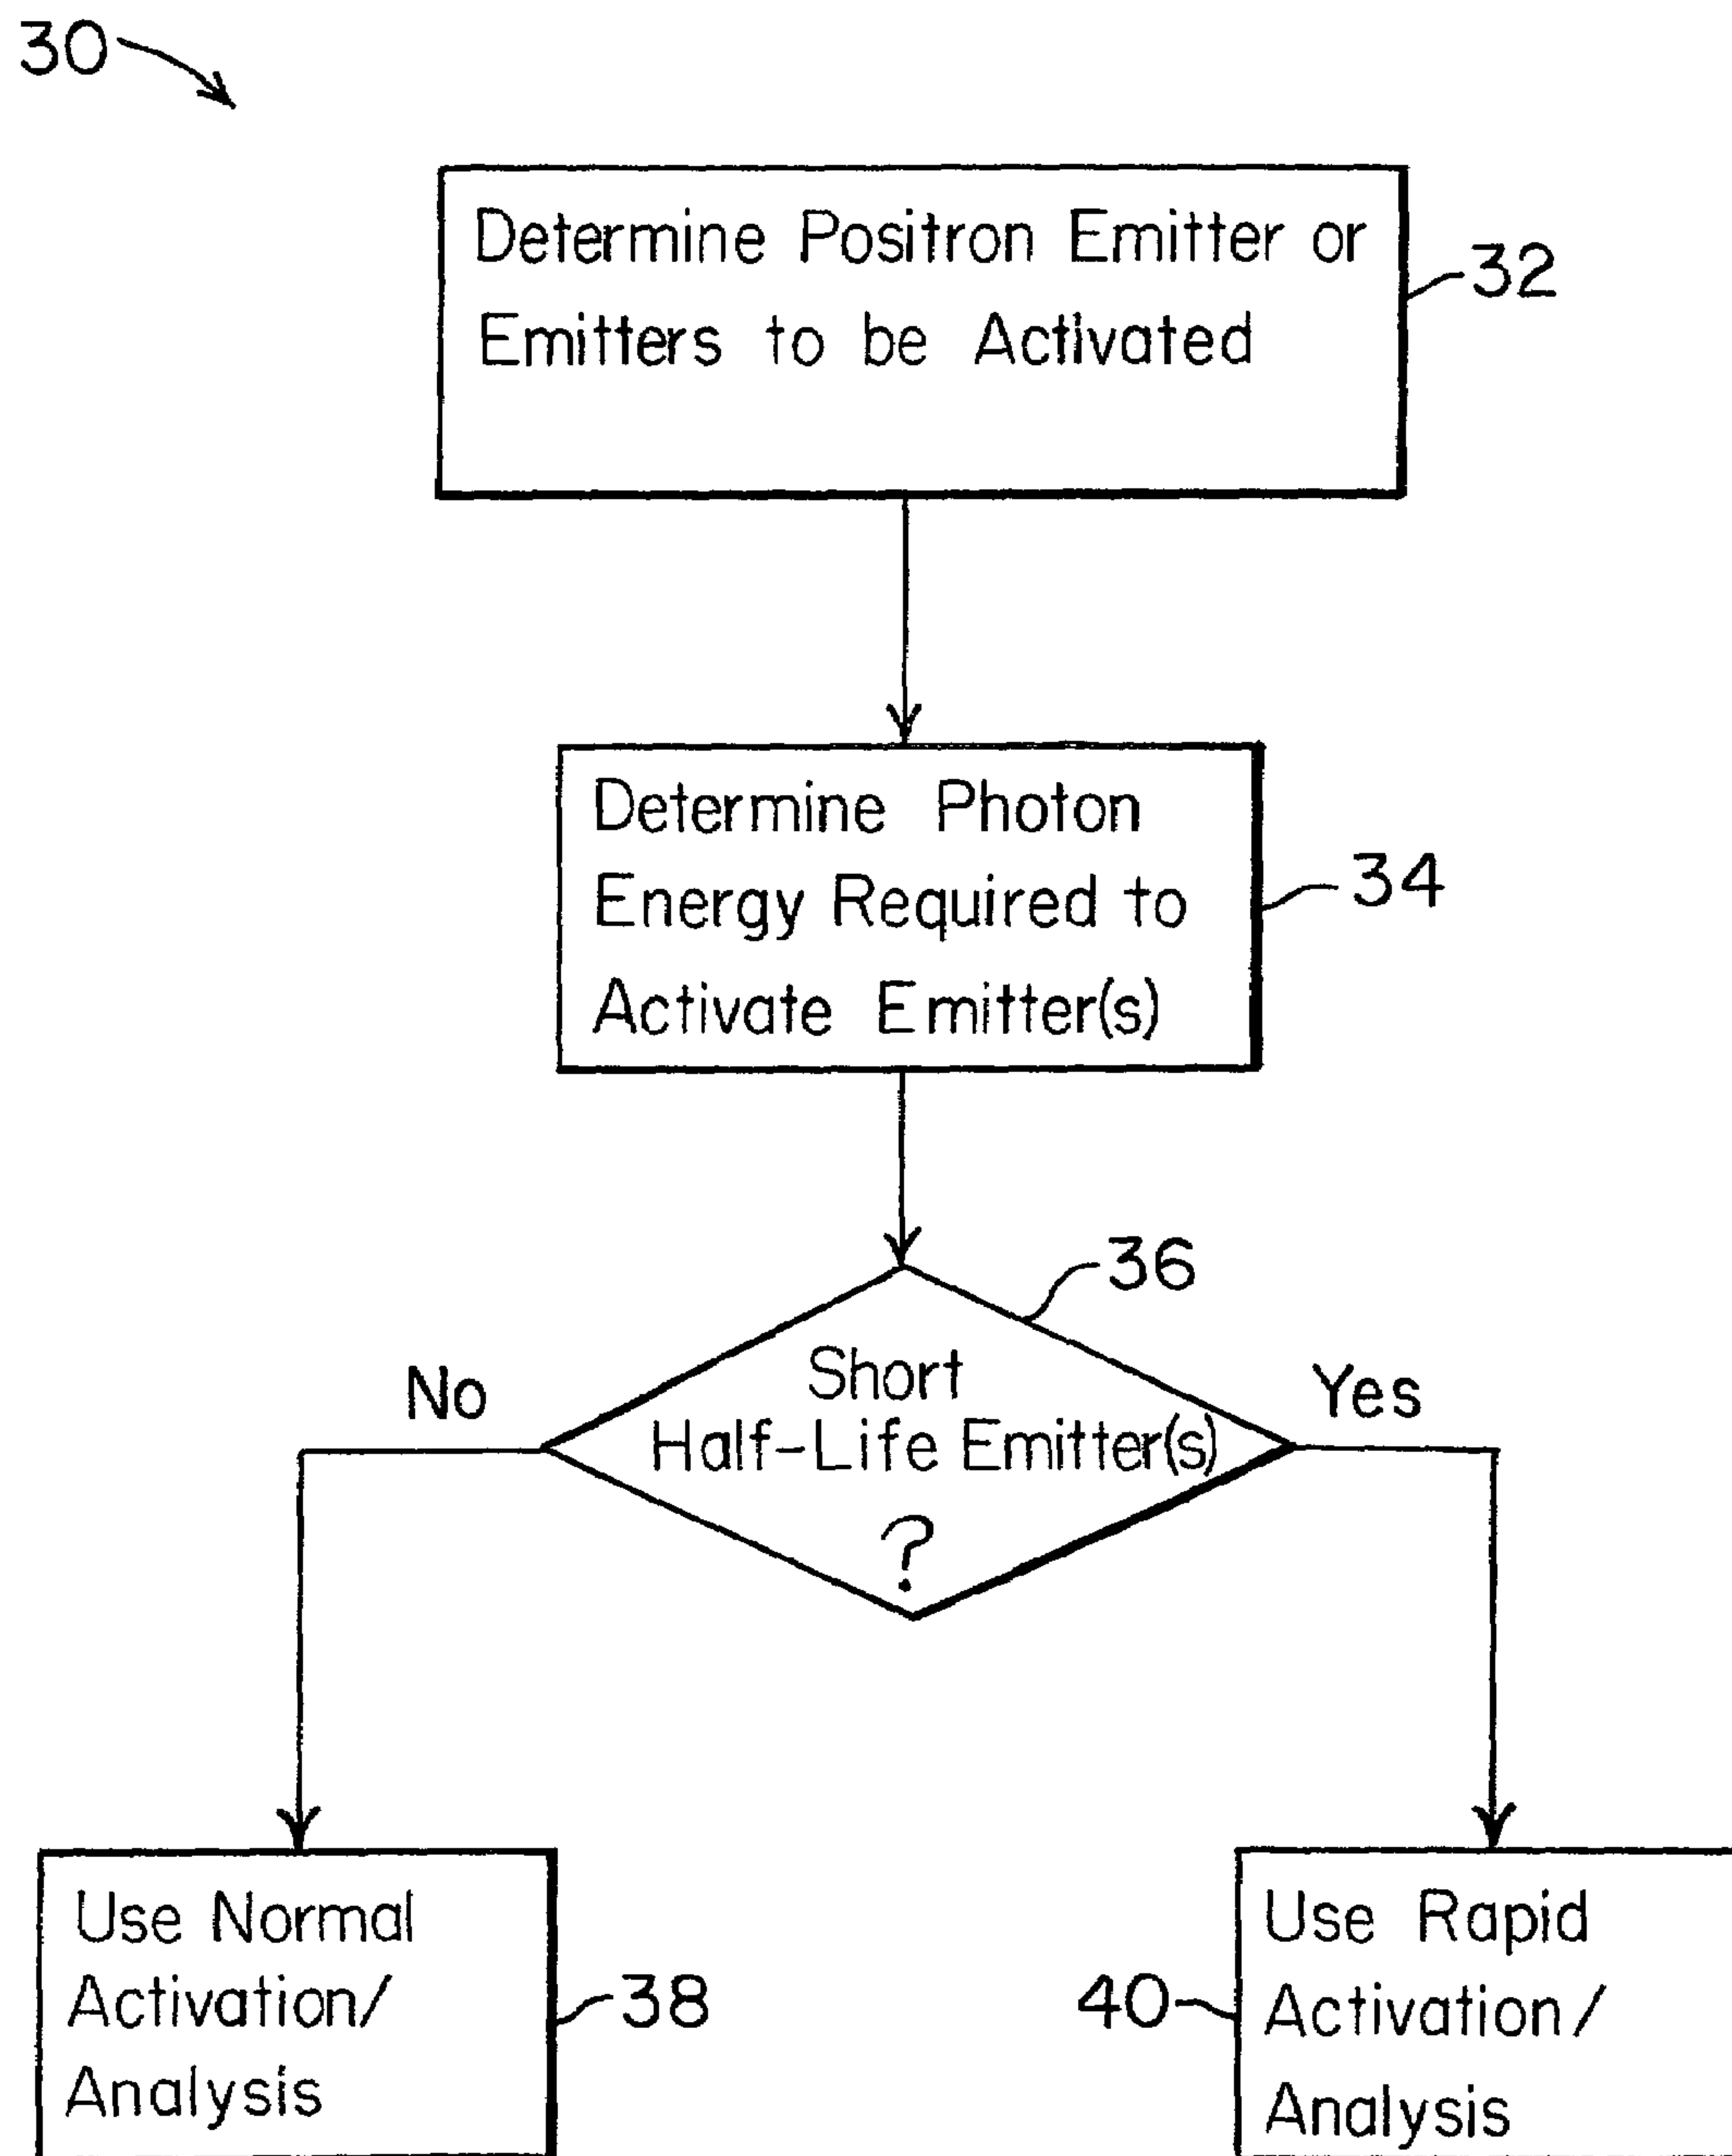 30
Determine Positron Emitter or
Emitters to be Activated
32
Determine Photon
Energy Required to
Activate Emitter(s)
34
36
Short
Half-Life Emitter(s)
?
No
Yes
Use Normal
Activation/
Analysis
38
40
Use Rapid
Activation/
Analysis